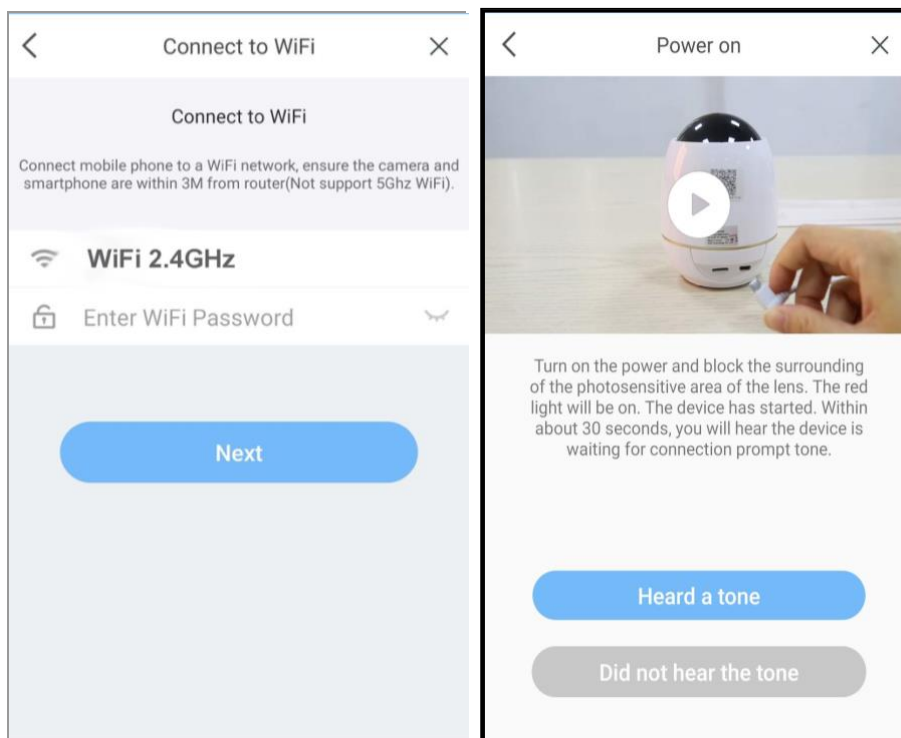 Connect to WiFi
Connect to WiFi
Connect mobile phone to a WiFi network, ensure the camera and
smartphone are within 3M from router(Not support 5Ghz WiFi).
WiFi 2.4GHz
Enter WiFi Password
Next
Power on
Turn on the power and block the surrounding
of the photosensitive area of the lens. The red
light will be on. The device has started. Within
about 30 seconds, you will hear the device is
waiting for connection prompt tone.
Heard a tone
Did not hear the tone